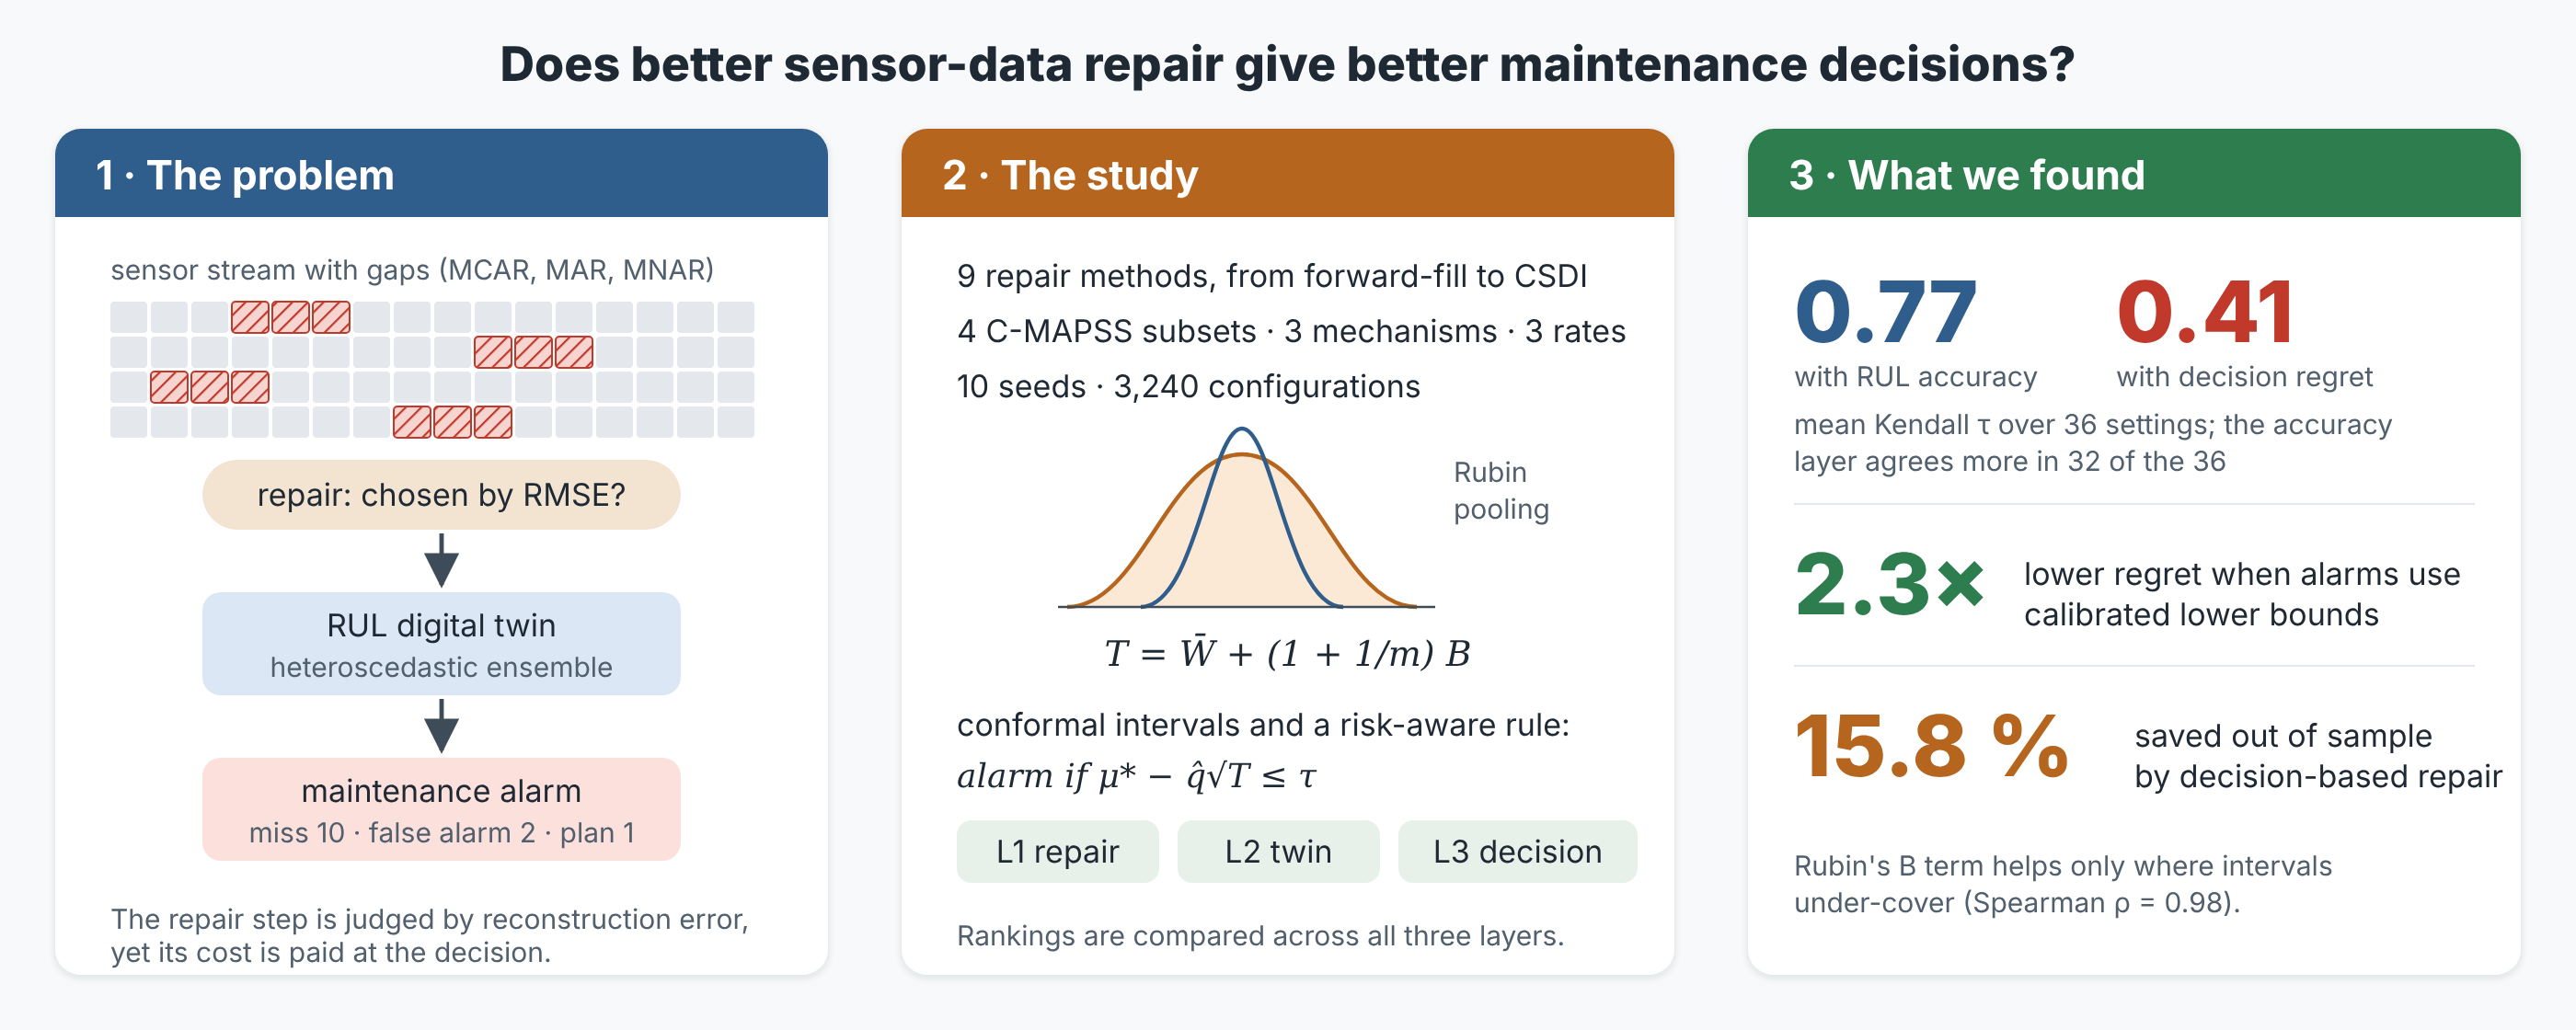 Does better sensor-data repair give better maintenance decisions?
1 · The problem
sensor stream with gaps (MCAR, MAR, MNAR)
repair: chosen by RMSE?
RUL digital twin
heteroscedastic ensemble
maintenance alarm
miss 10 · false alarm 2 · plan 1
The repair step is judged by reconstruction error,
yet its cost is paid at the decision.
2 · The study
9 repair methods, from forward-fill to CSDI
4 C-MAPSS subsets · 3 mechanisms · 3 rates
10 seeds · 3,240 configurations
Rubin
pooling
T = W̄ + (1 + 1/m) B
conformal intervals and a risk-aware rule:
alarm if μ* − q̂√T ≤ τ
L1 repair
L2 twin
L3 decision
Rankings are compared across all three layers.
3 · What we found
0.77
with RUL accuracy
0.41
with decision regret
mean Kendall τ over 36 settings; the accuracy
layer agrees more in 32 of the 36
2.3×
lower regret when alarms use
calibrated lower bounds
15.8 %
saved out of sample
by decision-based repair
Rubin's B term helps only where intervals
under-cover (Spearman ρ = 0.98).